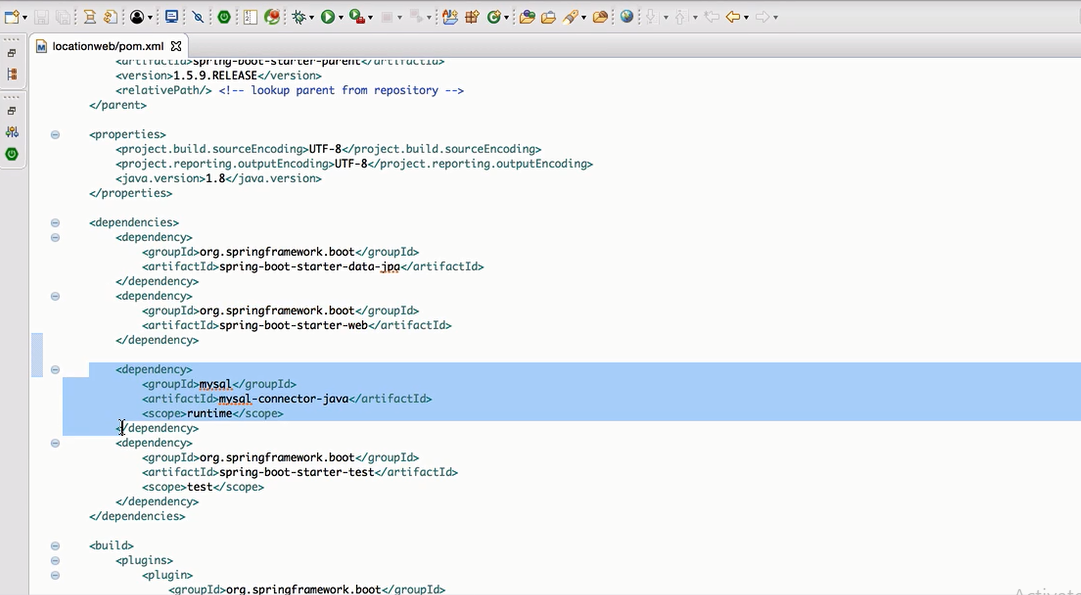 locationweb/pom.xml
<artifactId>spring-boot-starter-parent</artifactId>
<version>1.5.9.RELEASE</version>
<relativePath/> <!-- lookup parent from repository -->
</parent>
<properties>
<project.build.sourceEncoding>UTF-8</project.build.sourceEncoding>
<project.reporting.outputEncoding>UTF-8</project.reporting.outputEncoding>
<java.version>1.8</java.version>
</properties>
<dependencies>
<dependency>
<groupId>org.springframework.boot</groupId>
<artifactId>spring-boot-starter-data-jpa</artifactId>
</dependency>
<dependency>
<groupId>org.springframework.boot</groupId>
<artifactId>spring-boot-starter-web</artifactId>
</dependency>
<dependency>
<groupId>mysql</groupId>
<artifactId>mysql-connector-java</artifactId>
<scope>runtime</scope>
</dependency>
<dependency>
<groupId>org.springframework.boot</groupId>
<artifactId>spring-boot-starter-test</artifactId>
<scope>test</scope>
</dependency>
</dependencies>
<build>
<plugins>
<plugin>
<groupId>org.springframework.boot</groupId>